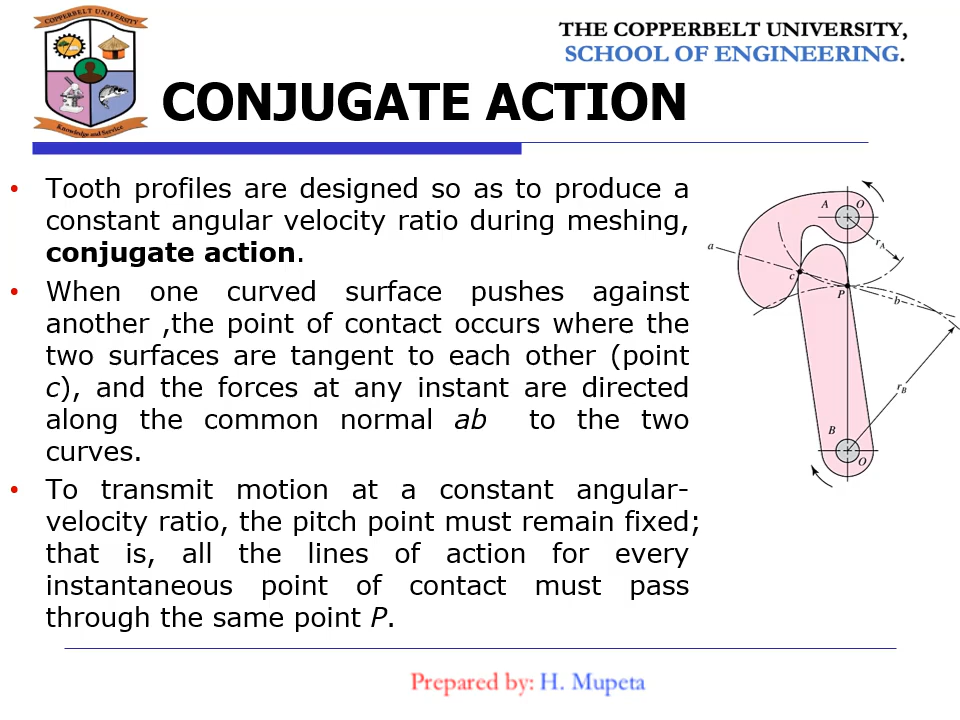 COPPERBELT UNIVERSITY
Knowledge and Service
THE COPPERBELT UNIVERSITY,
SCHOOL OF ENGINEERING.
CONJUGATE ACTION
• Tooth profiles are designed so as to produce a
constant angular velocity ratio during meshing,
conjugate action.
• When one curved surface pushes against
another ,the point of contact occurs where the
two surfaces are tangent to each other (point
c), and the forces at any instant are directed
along the common normal ab to the two
curves.
• To transmit motion at a constant angular-
velocity ratio, the pitch point must remain fixed;
that is, all the lines of action for every
instantaneous point of contact must pass
through the same point P.
A O
rA
a
c
P
b
rB
B
O
Prepared by: H. Mupeta